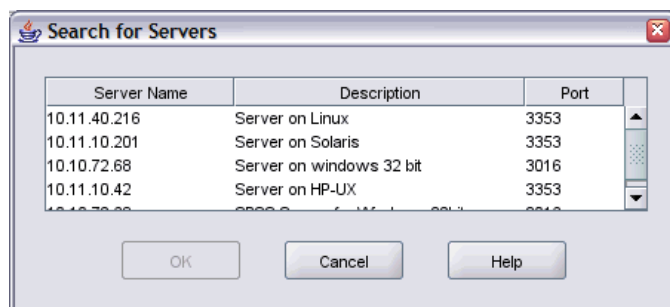 Search for Servers
Server Name Description Port
10.11.40.216 Server on Linux 3353
10.11.10.201 Server on Solaris 3353
10.10.72.68 Server on windows 32 bit 3016
10.11.10.42 Server on HP-UX 3353
OK Cancel Help